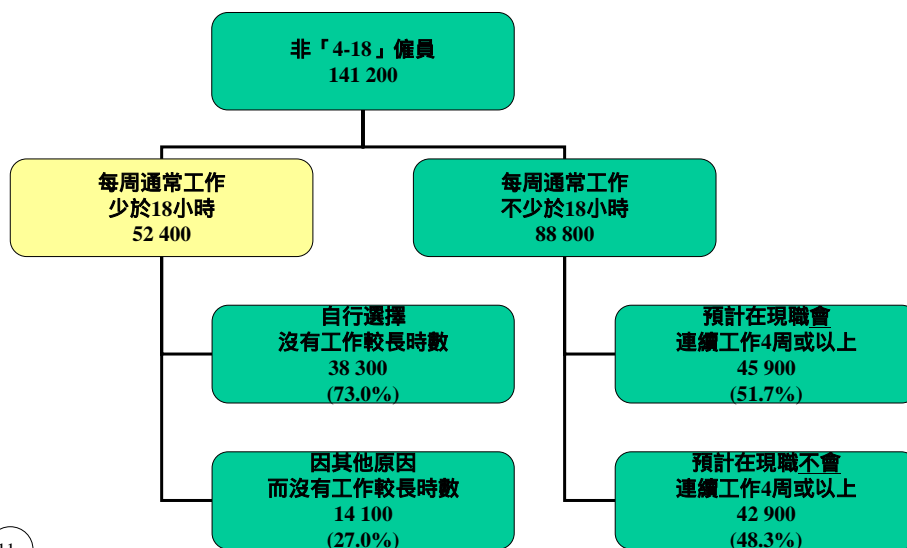 非「4-18」僱員
141 200
每周通常工作
少於18小時
52 400
每周通常工作
不少於18小時
88 800
自行選擇
沒有工作較長時數
38 300
(73.0%)
預計在現職會
連續工作4周或以上
45 900
(51.7%)
因其他原因
而沒有工作較長時數
14 100
(27.0%)
預計在現職不會
連續工作4周或以上
42 900
(48.3%)
11